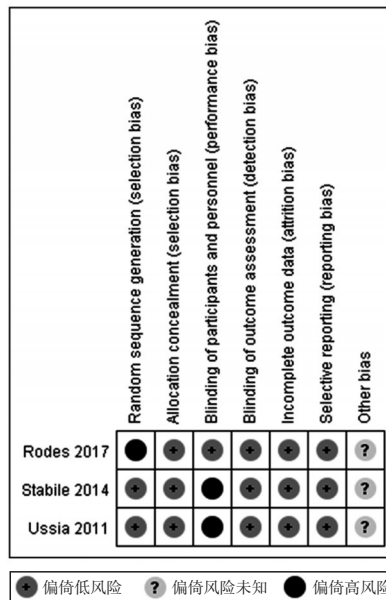 Random sequence generation (selection bias)
Allocation concealment (selection bias)
Blinding of participants and personnel (performance bias)
Blinding of outcome assessment (detection bias)
Incomplete outcome data (attrition bias)
Selective reporting (reporting bias)
Other bias
Rodes 2017 + + + + + ?
Stabile 2014 + + + + + ?
Ussia 2011 + + + + + ?
+ 偏倚低风险 ? 偏倚风险未知 偏倚高风险